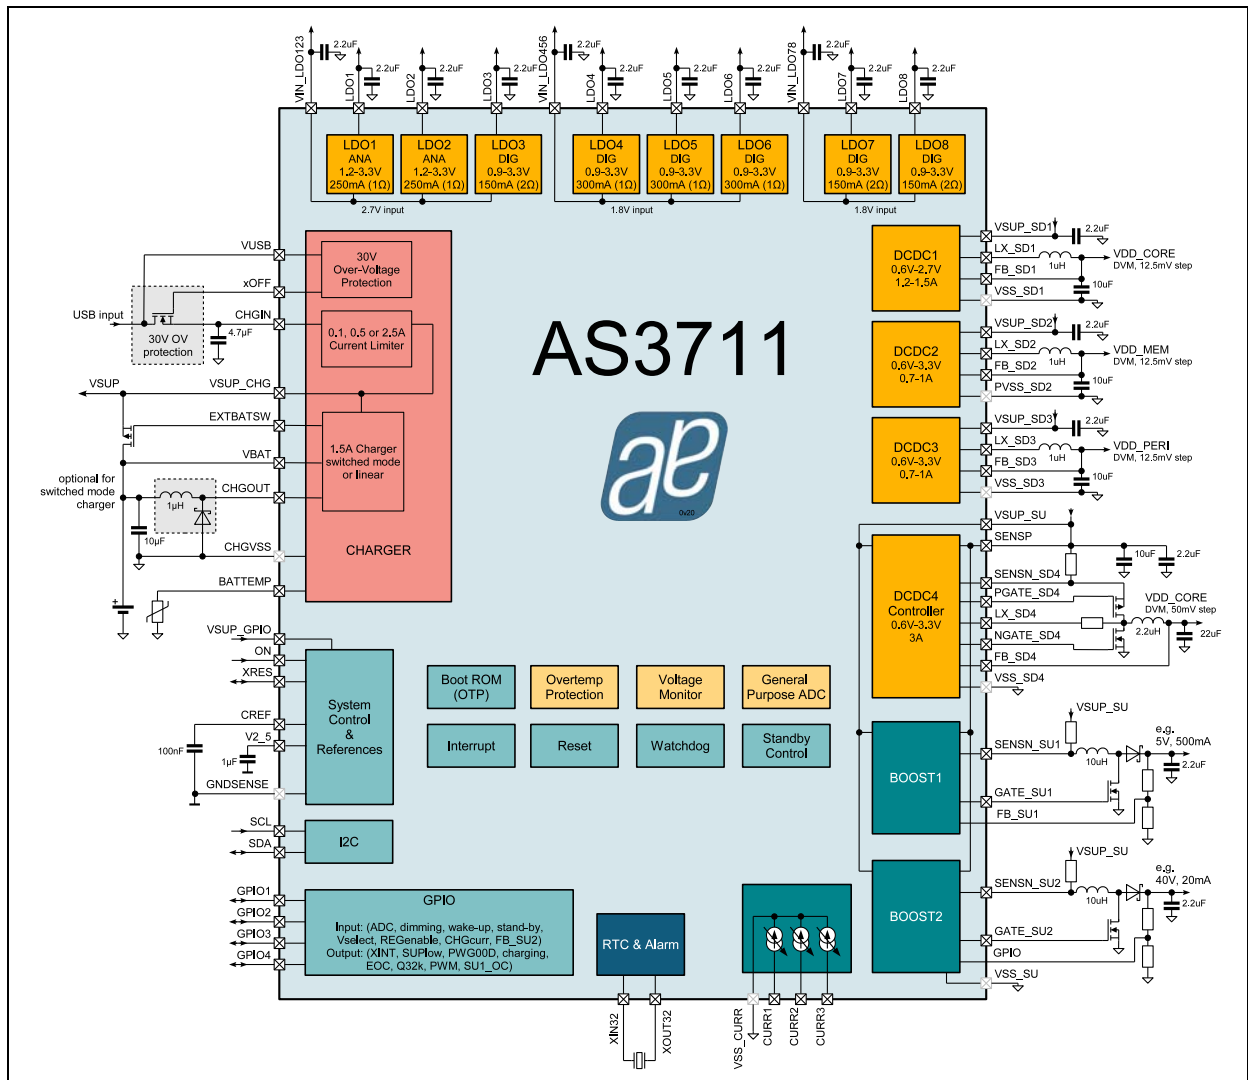 VIN_LDO123
2.2uF
LDO1
2.2uF
LDO2
2.2uF
LDO3
2.2uF
VIN_LDO456
2.2uF
LDO4
2.2uF
LDO5
2.2uF
LDO6
2.2uF
VIN_LDO78
2.2uF
LDO7
2.2uF
LDO8
2.2uF
LDO1
ANA
1.2-3.3V
250mA (1Ω)
LDO2
ANA
1.2-3.3V
250mA (1Ω)
LDO3
DIG
0.9-3.3V
150mA (2Ω)
LDO4
DIG
0.9-3.3V
300mA (1Ω)
LDO5
DIG
0.9-3.3V
300mA (1Ω)
LDO6
DIG
0.9-3.3V
300mA (1Ω)
LDO7
DIG
0.9-3.3V
150mA (2Ω)
LDO8
DIG
0.9-3.3V
150mA (2Ω)
2.7V input
1.8V input
1.8V input
AS3711
0v20
VUSB
xOFF
USB input
CHGIN
30V OV
protection
4.7µF
VSUP
VSUP_CHG
EXTBATSW
VBAT
optional for
switched mode
charger
CHGOUT
1µH
10µF
CHGVSS
BATTEMP
+
30V
Over-Voltage
Protection
0.1, 0.5 or 2.5A
Current Limiter
1.5A Charger
switched mode
or linear
CHARGER
VSUP_GPIO
ON
XRES
CREF
V2_5
100nF
1µF
GNDSENSE
System
Control
&
References
SCL
SDA
I2C
GPIO1
GPIO2
GPIO3
GPIO4
GPIO
Input: (ADC, dimming, wake-up, stand-by,
Vselect, REGenable, CHGcurr, FB_SU2)
Output: (XINT, SUPlow, PWG00D, charging,
EOC, Q32k, PWM, SU1_OC)
Boot ROM
(OTP)
Overtemp
Protection
Voltage
Monitor
General
Purpose ADC
Interrupt
Reset
Watchdog
Standby
Control
RTC & Alarm
XIN32
XOUT32
VSS_CURR
CURR1
CURR2
CURR3
DCDC1
0.6V-2.7V
1.2-1.5A
VSUP_SD1
2.2uF
LX_SD1
1uH
VDD_CORE
DVM, 12.5mV step
FB_SD1
10uF
VSS_SD1
DCDC2
0.6V-3.3V
0.7-1A
VSUP_SD2
2.2uF
LX_SD2
1uH
VDD_MEM
DVM, 12.5mV step
FB_SD2
10uF
PVSS_SD2
DCDC3
0.6V-3.3V
0.7-1A
VSUP_SD3
2.2uF
LX_SD3
1uH
VDD_PERI
DVM, 12.5mV step
FB_SD3
10uF
VSS_SD3
VSUP_SU
SENSP
10uF
2.2uF
DCDC4
Controller
0.6V-3.3V
3A
SENSN_SD4
PGATE_SD4
VDD_CORE
DVM, 50mV step
LX_SD4
2.2uH
22uF
NGATE_SD4
FB_SD4
VSS_SD4
BOOST1
VSUP_SU
SENSN_SU1
10uH
e.g.
5V, 500mA
2.2uF
GATE_SU1
FB_SU1
BOOST2
VSUP_SU
SENSN_SU2
10uH
e.g.
40V, 20mA
2.2uF
GATE_SU2
GPIO
VSS_SU